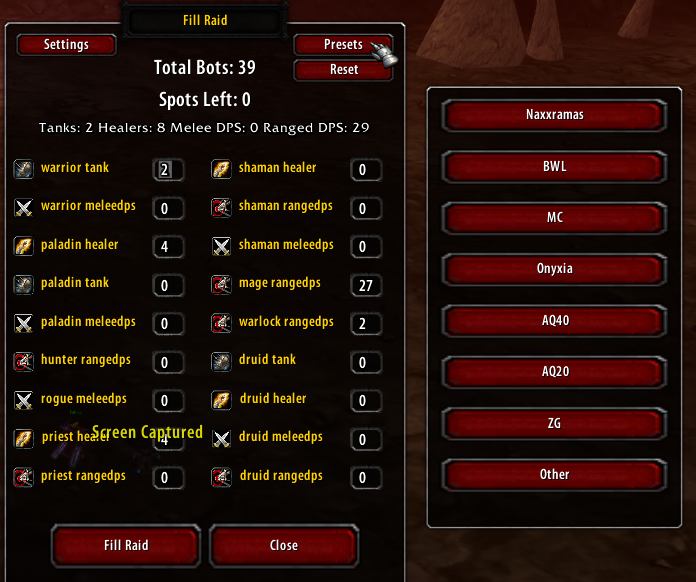 Fill Raid
Settings
Presets
Total Bots: 39
Reset
Spots Left: 0
Tanks: 2 Healers: 8 Melee DPS: 0 Ranged DPS: 29
warrior tank 2 shaman healer 0
warrior meleedps 0 shaman rangedps 0
paladin healer 4 shaman meleedps 0
paladin tank 0 mage rangedps 27
paladin meleedps 0 warlock rangedps 2
hunter rangedps 0 druid tank 0
rogue meleedps 0 druid healer 0
priest healer 4 druid meleedps 0
Screen Captured
priest rangedps 0 druid rangedps 0
Fill Raid Close
Naxxramas
BWL
MC
Onyxia
AQ40
AQ20
ZG
Other